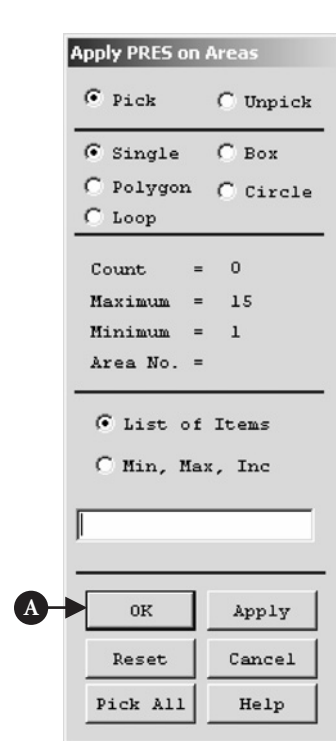 Apply PRES on Areas
Pick Unpick
Single Box
Polygon Circle
Loop
Count = 0
Maximum = 15
Minimum = 1
Area No. =
List of Items
Min, Max, Inc
A OK Apply
Reset Cancel
Pick All Help